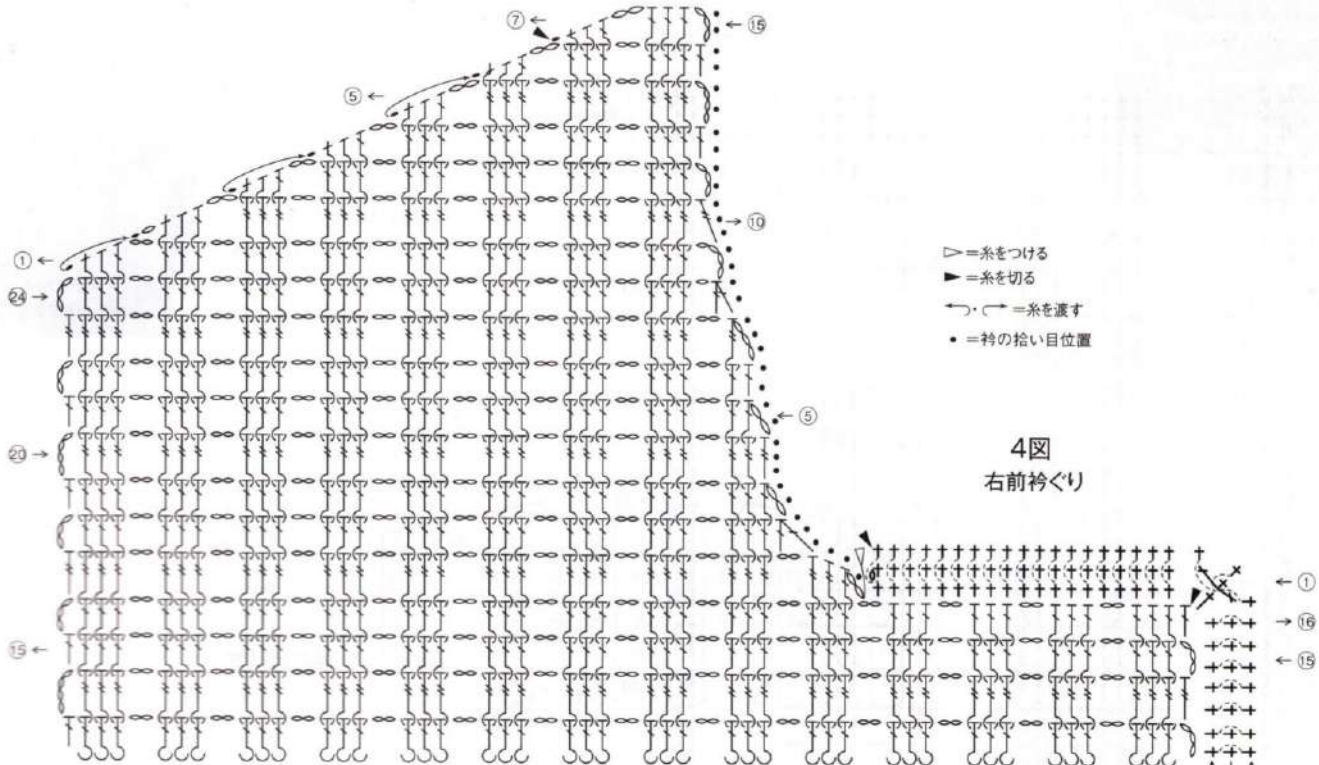 ⑦ ←
← ⑮
⑤ ←
→ ⑩
① ←
㉔ →
▷=糸をつける
▶=糸を切る
=糸を渡す
● =衿の拾い目位置
← ⑤
⑳ →
4図
右前衿ぐり
← ①
→ ⑯
⑮ ←
← ⑮